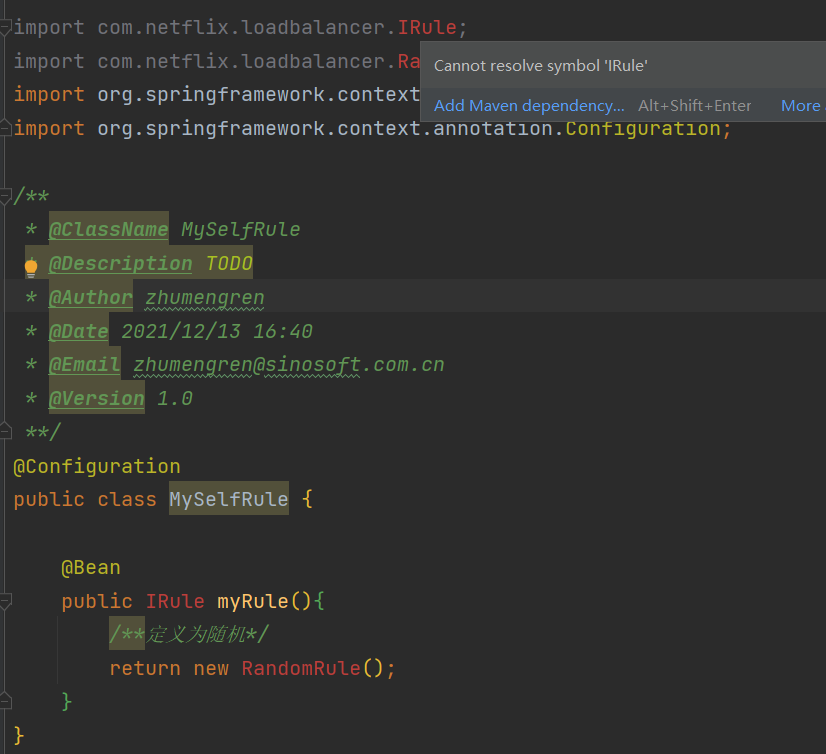 import com.netflix.loadbalancer.IRule;
import com.netflix.loadbalancer.Ra
Cannot resolve symbol 'IRule'
import org.springframework.context
Add Maven dependency... Alt+Shift+Enter More
import org.springframework.context.annotation.Configuration;
/**
* @ClassName MySelfRule
* @Description TODO
* @Author zhumengren
* @Date 2021/12/13 16:40
* @Email zhumengren@sinosoft.com.cn
* @Version 1.0
**/
@Configuration
public class MySelfRule {
@Bean
public IRule myRule(){
/**定义为随机*/
return new RandomRule();
}
}